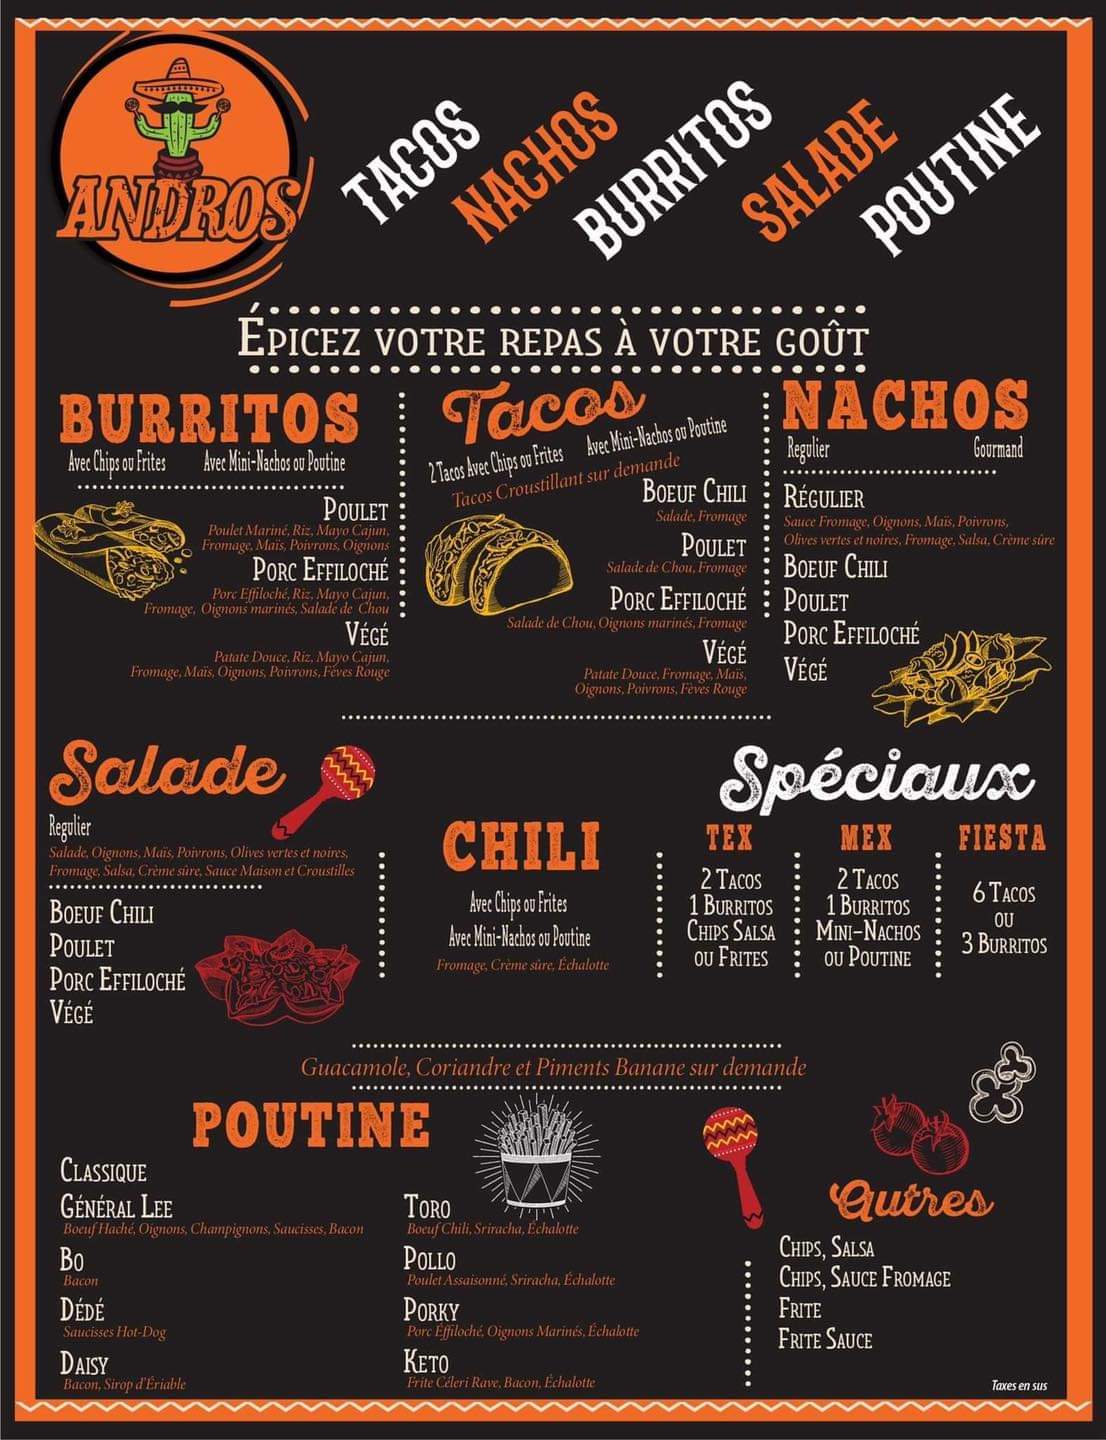 ANDROS
TACOS
NACHOS
BURRITOS
SALADE
POUTINE
ÉPICEZ VOTRE REPAS À VOTRE GOÛT
BURRITOS
Avec Chips ou Frites Avec Mini-Nachos ou Poutine
POULET
Poulet Mariné, Riz, Mayo Cajun,
Fromage, Maïs, Poivrons, Oignons
PORC EFFILOCHÉ
Porc Effiloché, Riz, Mayo Cajun,
Fromage, Oignons marinés, Salade de Chou
VÉGÉ
Patate Douce, Riz, Mayo Cajun,
Fromage, Maïs, Oignons, Poivrons, Fèves Rouge
Tacos
2 Tacos Avec Chips ou Frites Avec Mini-Nachos ou Poutine
Tacos Croustillant sur demande
BOEUF CHILI
Salade, Fromage
POULET
Salade de Chou, Fromage
PORC EFFILOCHÉ
Salade de Chou, Oignons marinés, Fromage
VÉGÉ
Patate Douce, Fromage, Maïs,
Oignons, Poivrons, Fèves Rouge
NACHOS
Regulier Gourmand
RÉGULIER
Sauce Fromage, Oignons, Maïs, Poivrons,
Olives vertes et noires, Fromage, Salsa, Crème sûre
BOEUF CHILI
POULET
PORC EFFILOCHÉ
VÉGÉ
Salade
Regulier
Salade, Oignons, Maïs, Poivrons, Olives vertes et noires,
Fromage, Salsa, Crème sûre, Sauce Maison et Croustilles
BOEUF CHILI
POULET
PORC EFFILOCHÉ
VÉGÉ
CHILI
Avec Chips ou Frites
Avec Mini-Nachos ou Poutine
Fromage, Crème sûre, Échalotte
Spéciaux
TEX
2 TACOS
1 BURRITOS
CHIPS SALSA
OU FRITES
MEX
2 TACOS
1 BURRITOS
MINI-NACHOS
OU POUTINE
FIESTA
6 TACOS
OU
3 BURRITOS
Guacamole, Coriandre et Piments Banane sur demande
POUTINE
CLASSIQUE
GÉNÉRAL LEE
Boeuf Haché, Oignons, Champignons, Saucisses, Bacon
BO
Bacon
DÉDÉ
Saucisses Hot-Dog
DAISY
Bacon, Sirop d'Ériable
TORO
Boeuf Chili, Sriracha, Échalotte
POLLO
Poulet Assaisonné, Sriracha, Échalotte
PORKY
Porc Éffiloché, Oignons Marinés, Échalotte
KETO
Frite Céleri Rave, Bacon, Échalotte
Autres
CHIPS, SALSA
CHIPS, SAUCE FROMAGE
FRITE
FRITE SAUCE
Taxes en sus